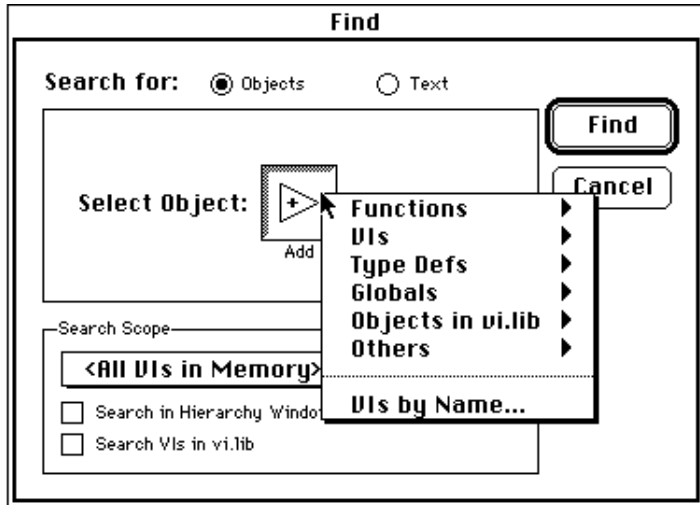 Find
Search for: Objects Text
Find
Select Object:
Add
Cancel
Functions
VIs
Type Defs
Globals
Objects in vi.lib
Others
VIs by Name...
Search Scope
<All VIs in Memory>
Search in Hierarchy Window
Search VIs in vi.lib